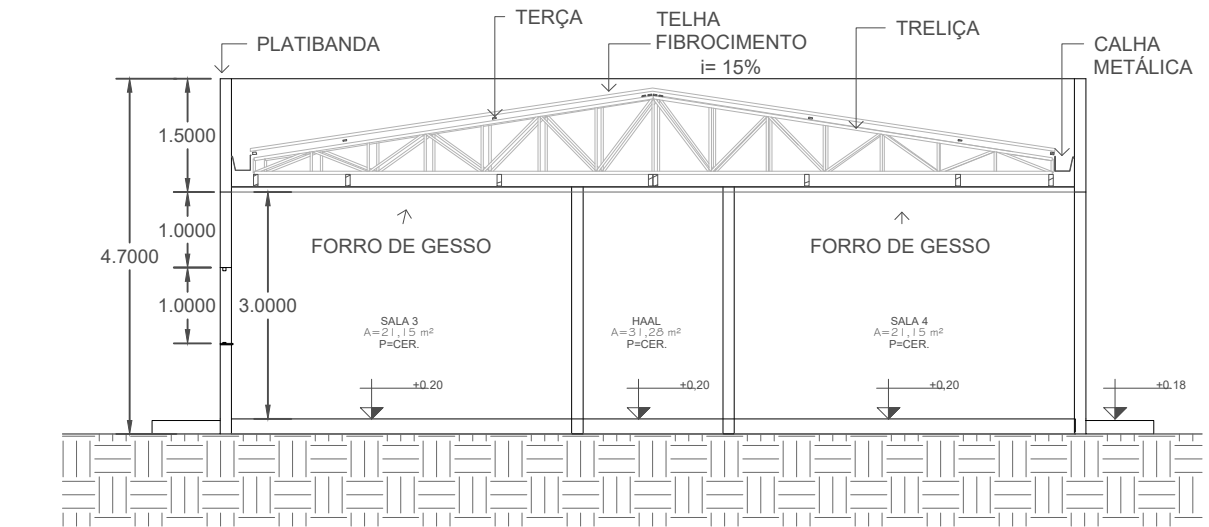 TERÇA
TELHA
FIBROCIMENTO
i= 15%
TRELIÇA
PLATIBANDA
CALHA
METÁLICA
1.5000
1.0000
4.7000
1.0000
3.0000
FORRO DE GESSO
FORRO DE GESSO
SALA 3
A=21,15 m²
P=CER.
HAAL
A=31,28 m²
P=CER.
SALA 4
A=21,15 m²
P=CER.
+0.20
+0,20
+0,20
+0.18